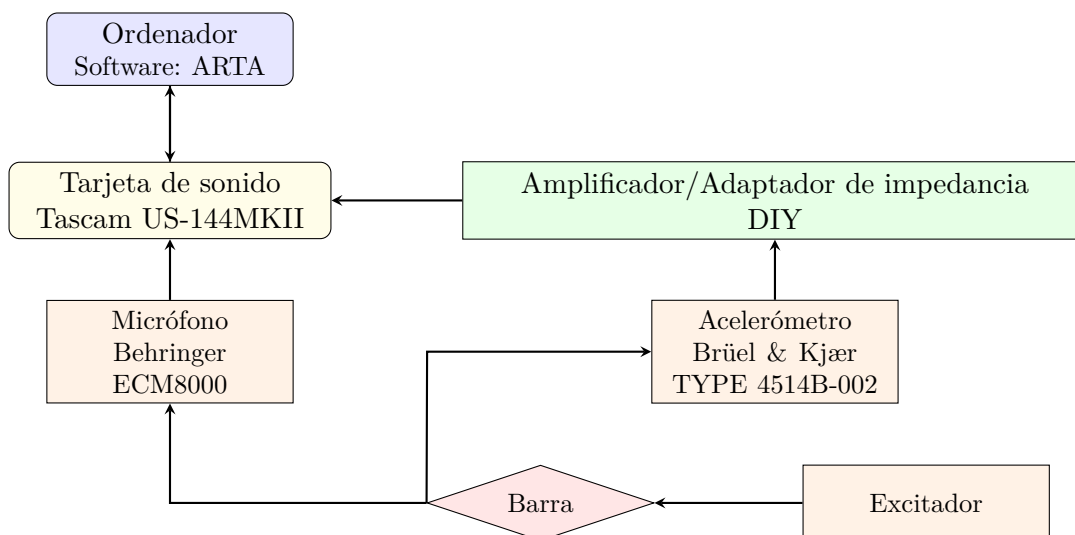 Ordenador
Software: ARTA
Tarjeta de sonido
Tascam US-144MKII
Amplificador/Adaptador de impedancia
DIY
Micrófono
Behringer
ECM8000
Acelerómetro
Brüel & Kjær
TYPE 4514B-002
Barra
Excitador